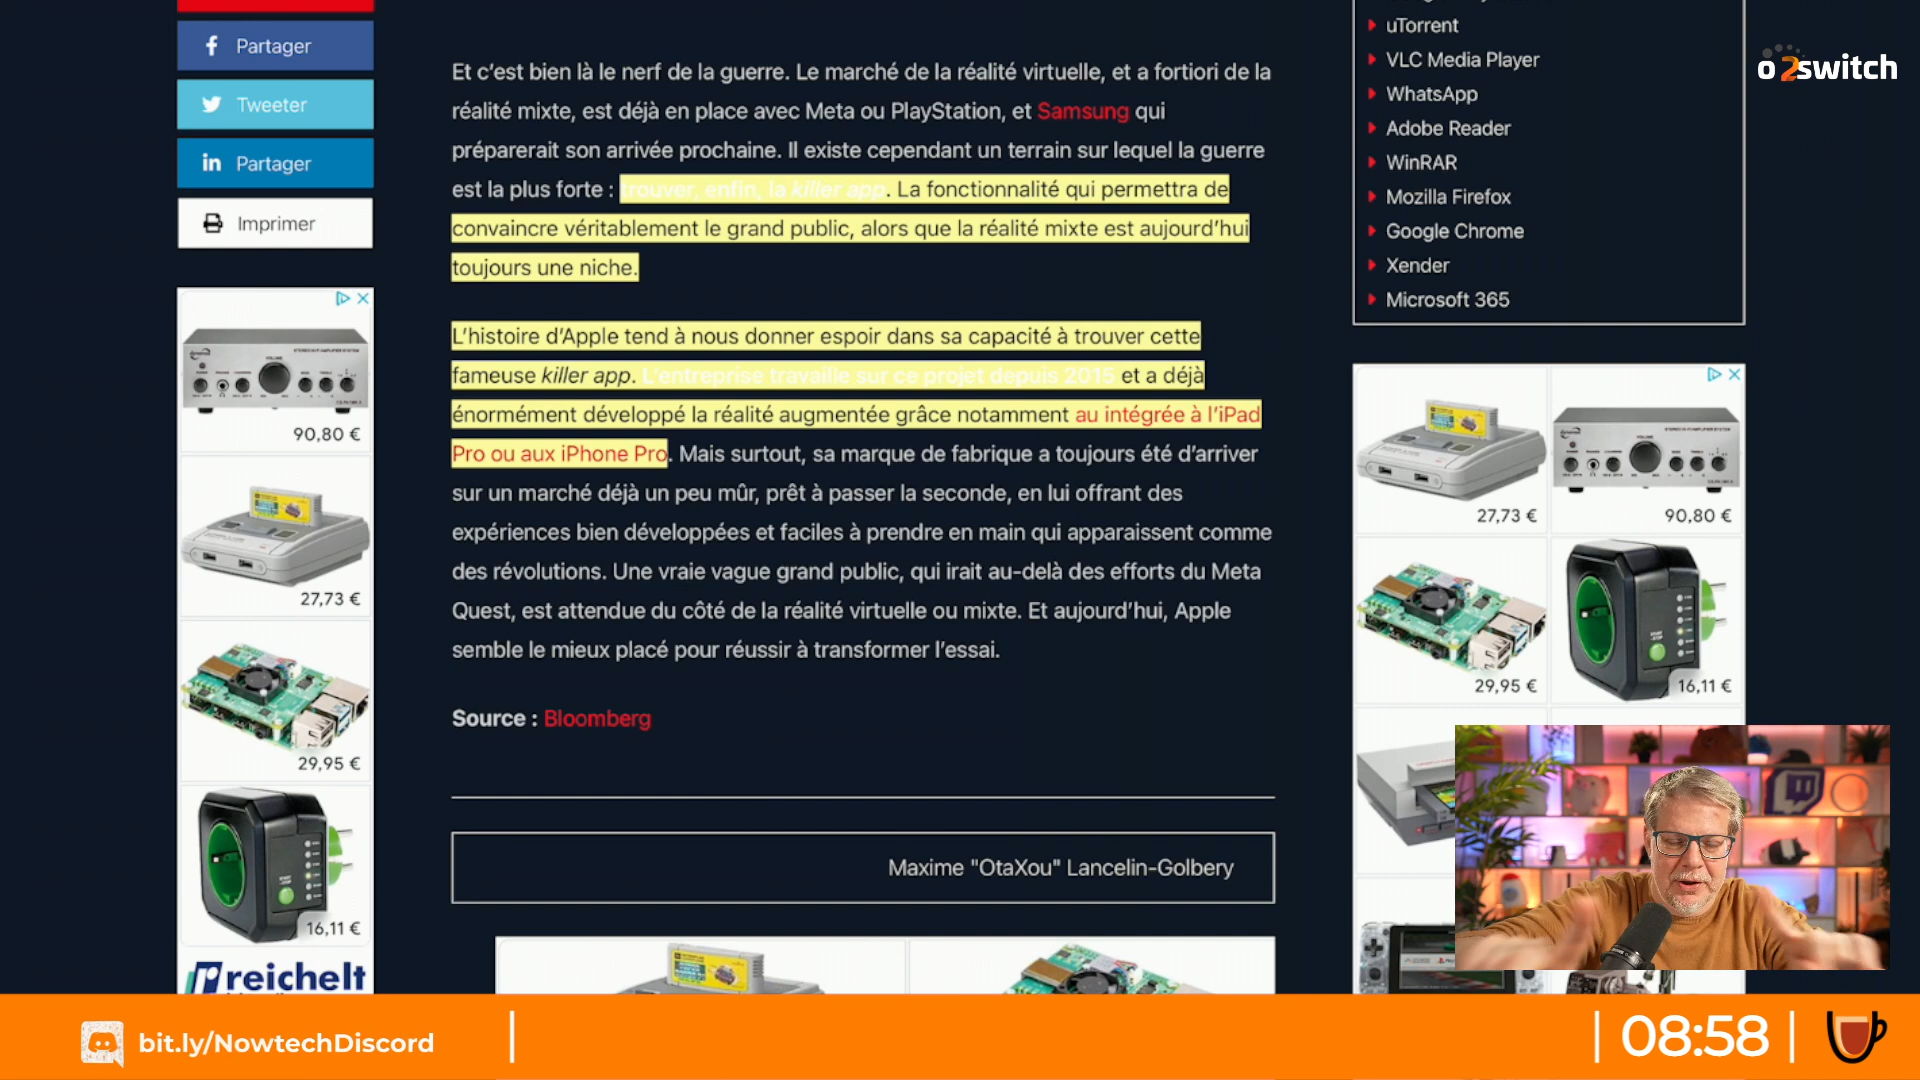 Partager
Tweeter
Partager
Imprimer
90,80 €
27,73 €
29,95 €
16,11 €
reichelt
Et c’est bien là le nerf de la guerre. Le marché de la réalité virtuelle, et a fortiori de la
réalité mixte, est déjà en place avec Meta ou PlayStation, et Samsung qui
préparerait son arrivée prochaine. Il existe cependant un terrain sur lequel la guerre
est la plus forte : trouver, enfin, la killer app. La fonctionnalité qui permettra de
convaincre véritablement le grand public, alors que la réalité mixte est aujourd’hui
toujours une niche.
L’histoire d’Apple tend à nous donner espoir dans sa capacité à trouver cette
fameuse killer app. L’entreprise travaille sur ce projet depuis 2015 et a déjà
énormément développé la réalité augmentée grâce notamment au intégrée à l’iPad
Pro ou aux iPhone Pro. Mais surtout, sa marque de fabrique a toujours été d’arriver
sur un marché déjà un peu mûr, prêt à passer la seconde, en lui offrant des
expériences bien développées et faciles à prendre en main qui apparaissent comme
des révolutions. Une vraie vague grand public, qui irait au-delà des efforts du Meta
Quest, est attendue du côté de la réalité virtuelle ou mixte. Et aujourd’hui, Apple
semble le mieux placé pour réussir à transformer l’essai.
Source : Bloomberg
Maxime "OtaXou" Lancelin-Golbery
uTorrent
VLC Media Player
WhatsApp
Adobe Reader
WinRAR
Mozilla Firefox
Google Chrome
Xender
Microsoft 365
o2switch
27,73 €
90,80 €
29,95 €
16,11 €
bit.ly/NowtechDiscord
08:58